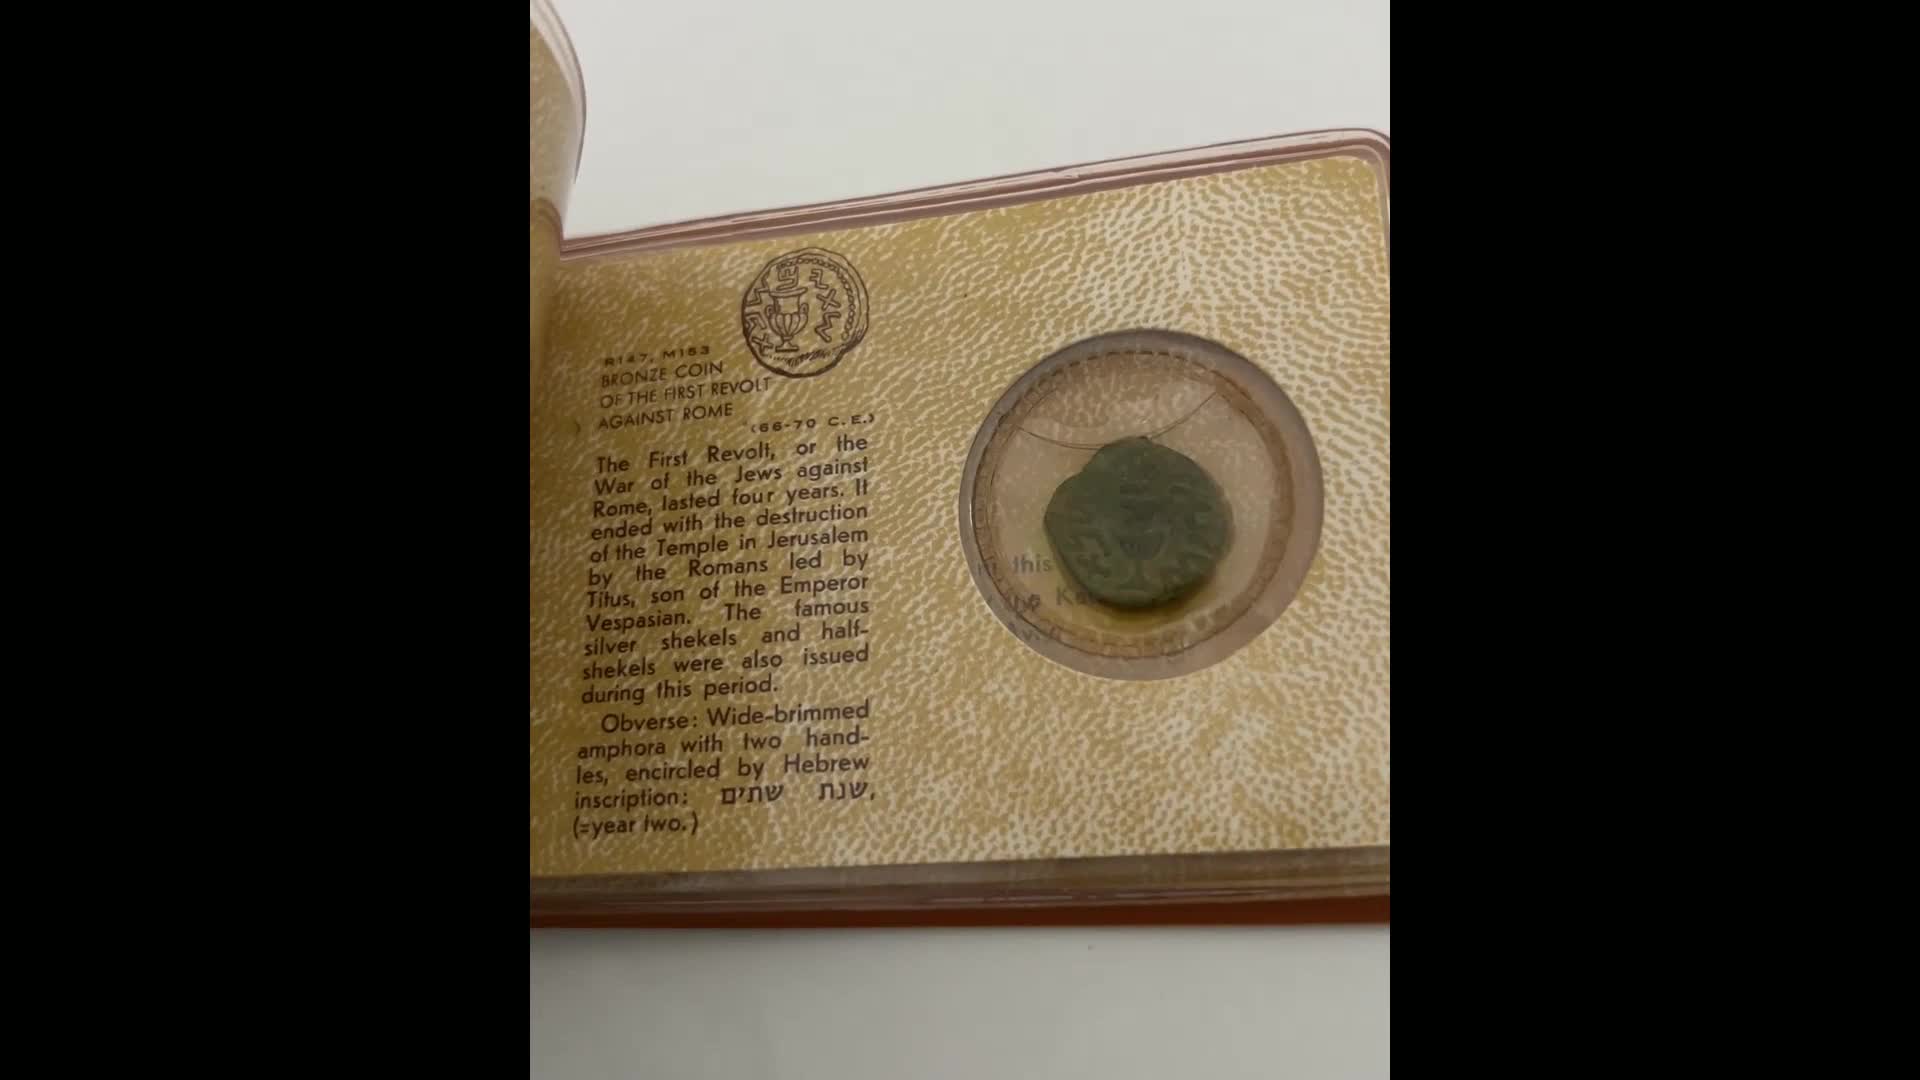 R147, M153
BRONZE COIN
OF THE FIRST REVOLT
AGAINST ROME
(66-70 C.E.)
The First Revolt, or the
War of the Jews against
Rome, lasted four years. It
ended with the destruction
of the Temple in Jerusalem
by the Romans led by
Titus, son of the Emperor
Vespasian. The famous
silver shekels and half-
shekels were also issued
during this period.
Obverse: Wide-brimmed
amphora with two hand-
les, encircled by Hebrew
inscription: שנת שתים,
(=year two.)
this